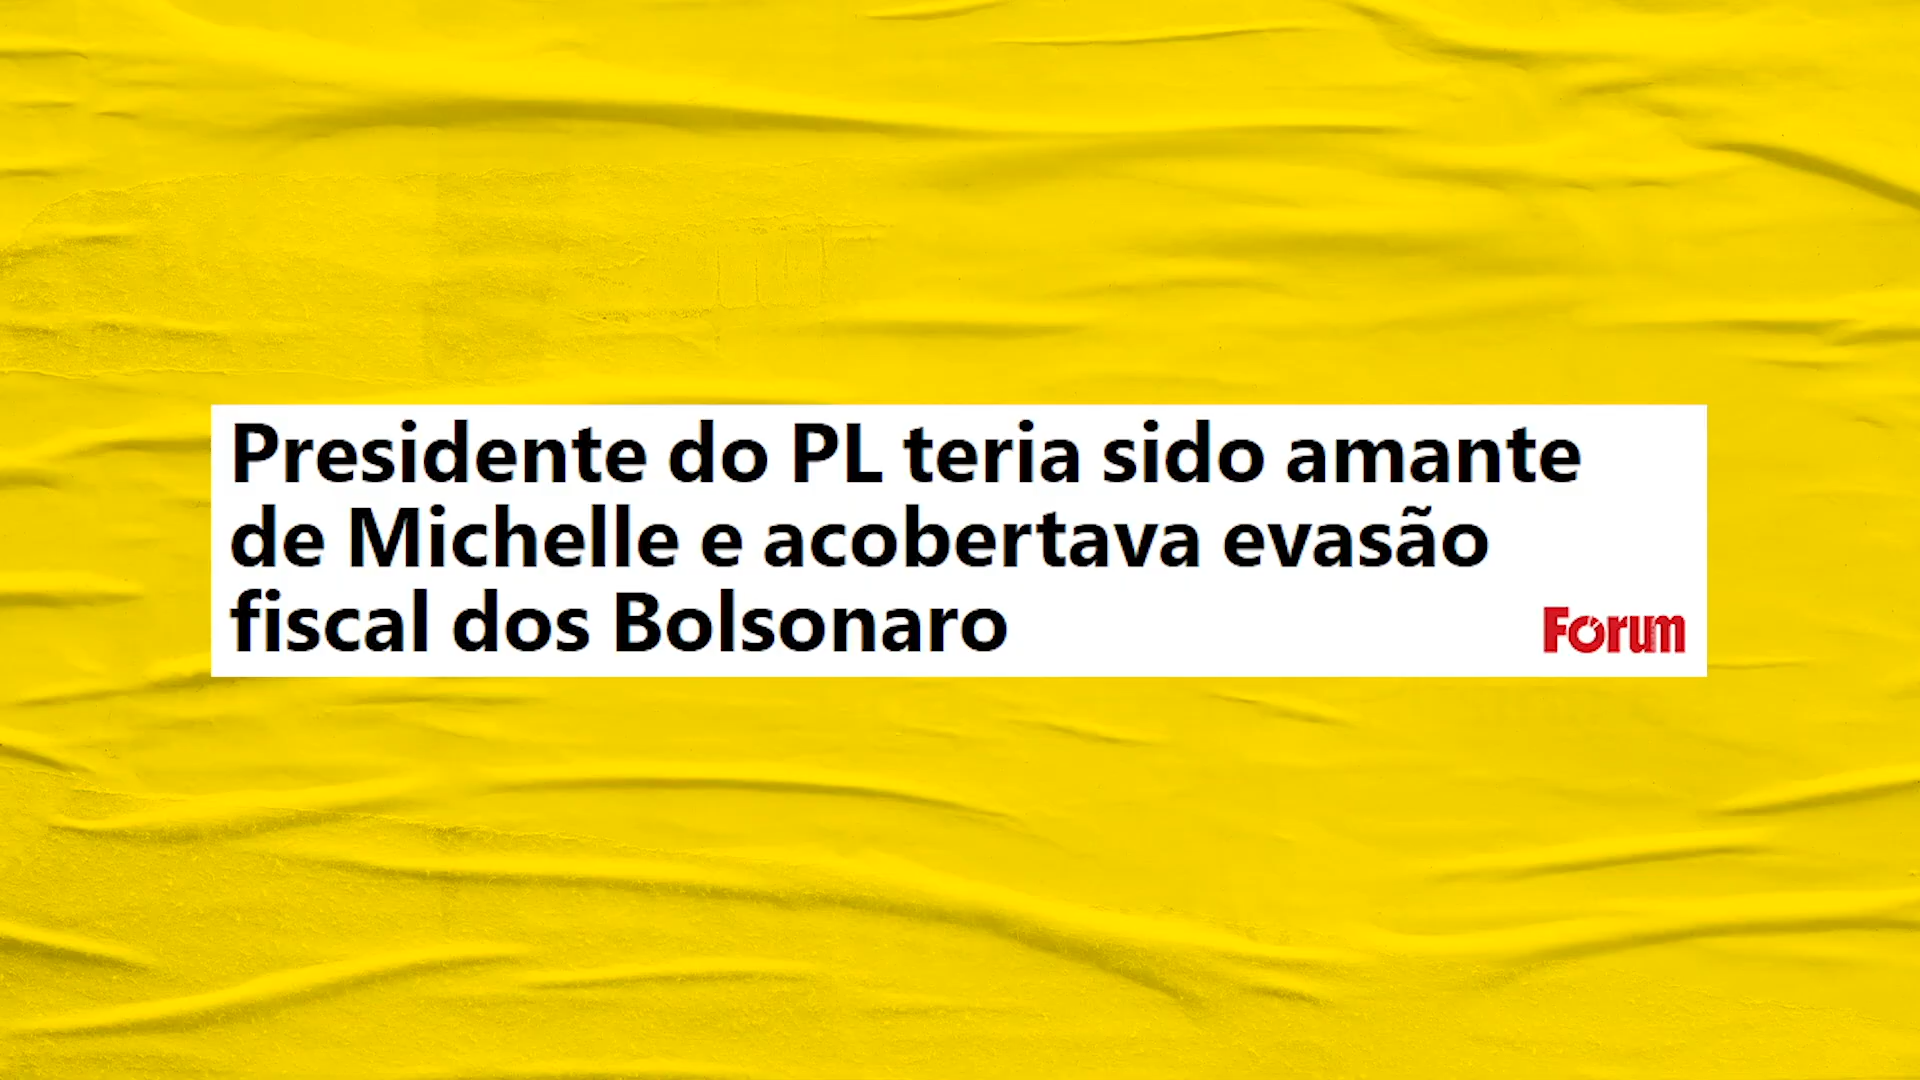 Presidente do PL teria sido amante
de Michelle e acobertava evasão
fiscal dos Bolsonaro
Forum